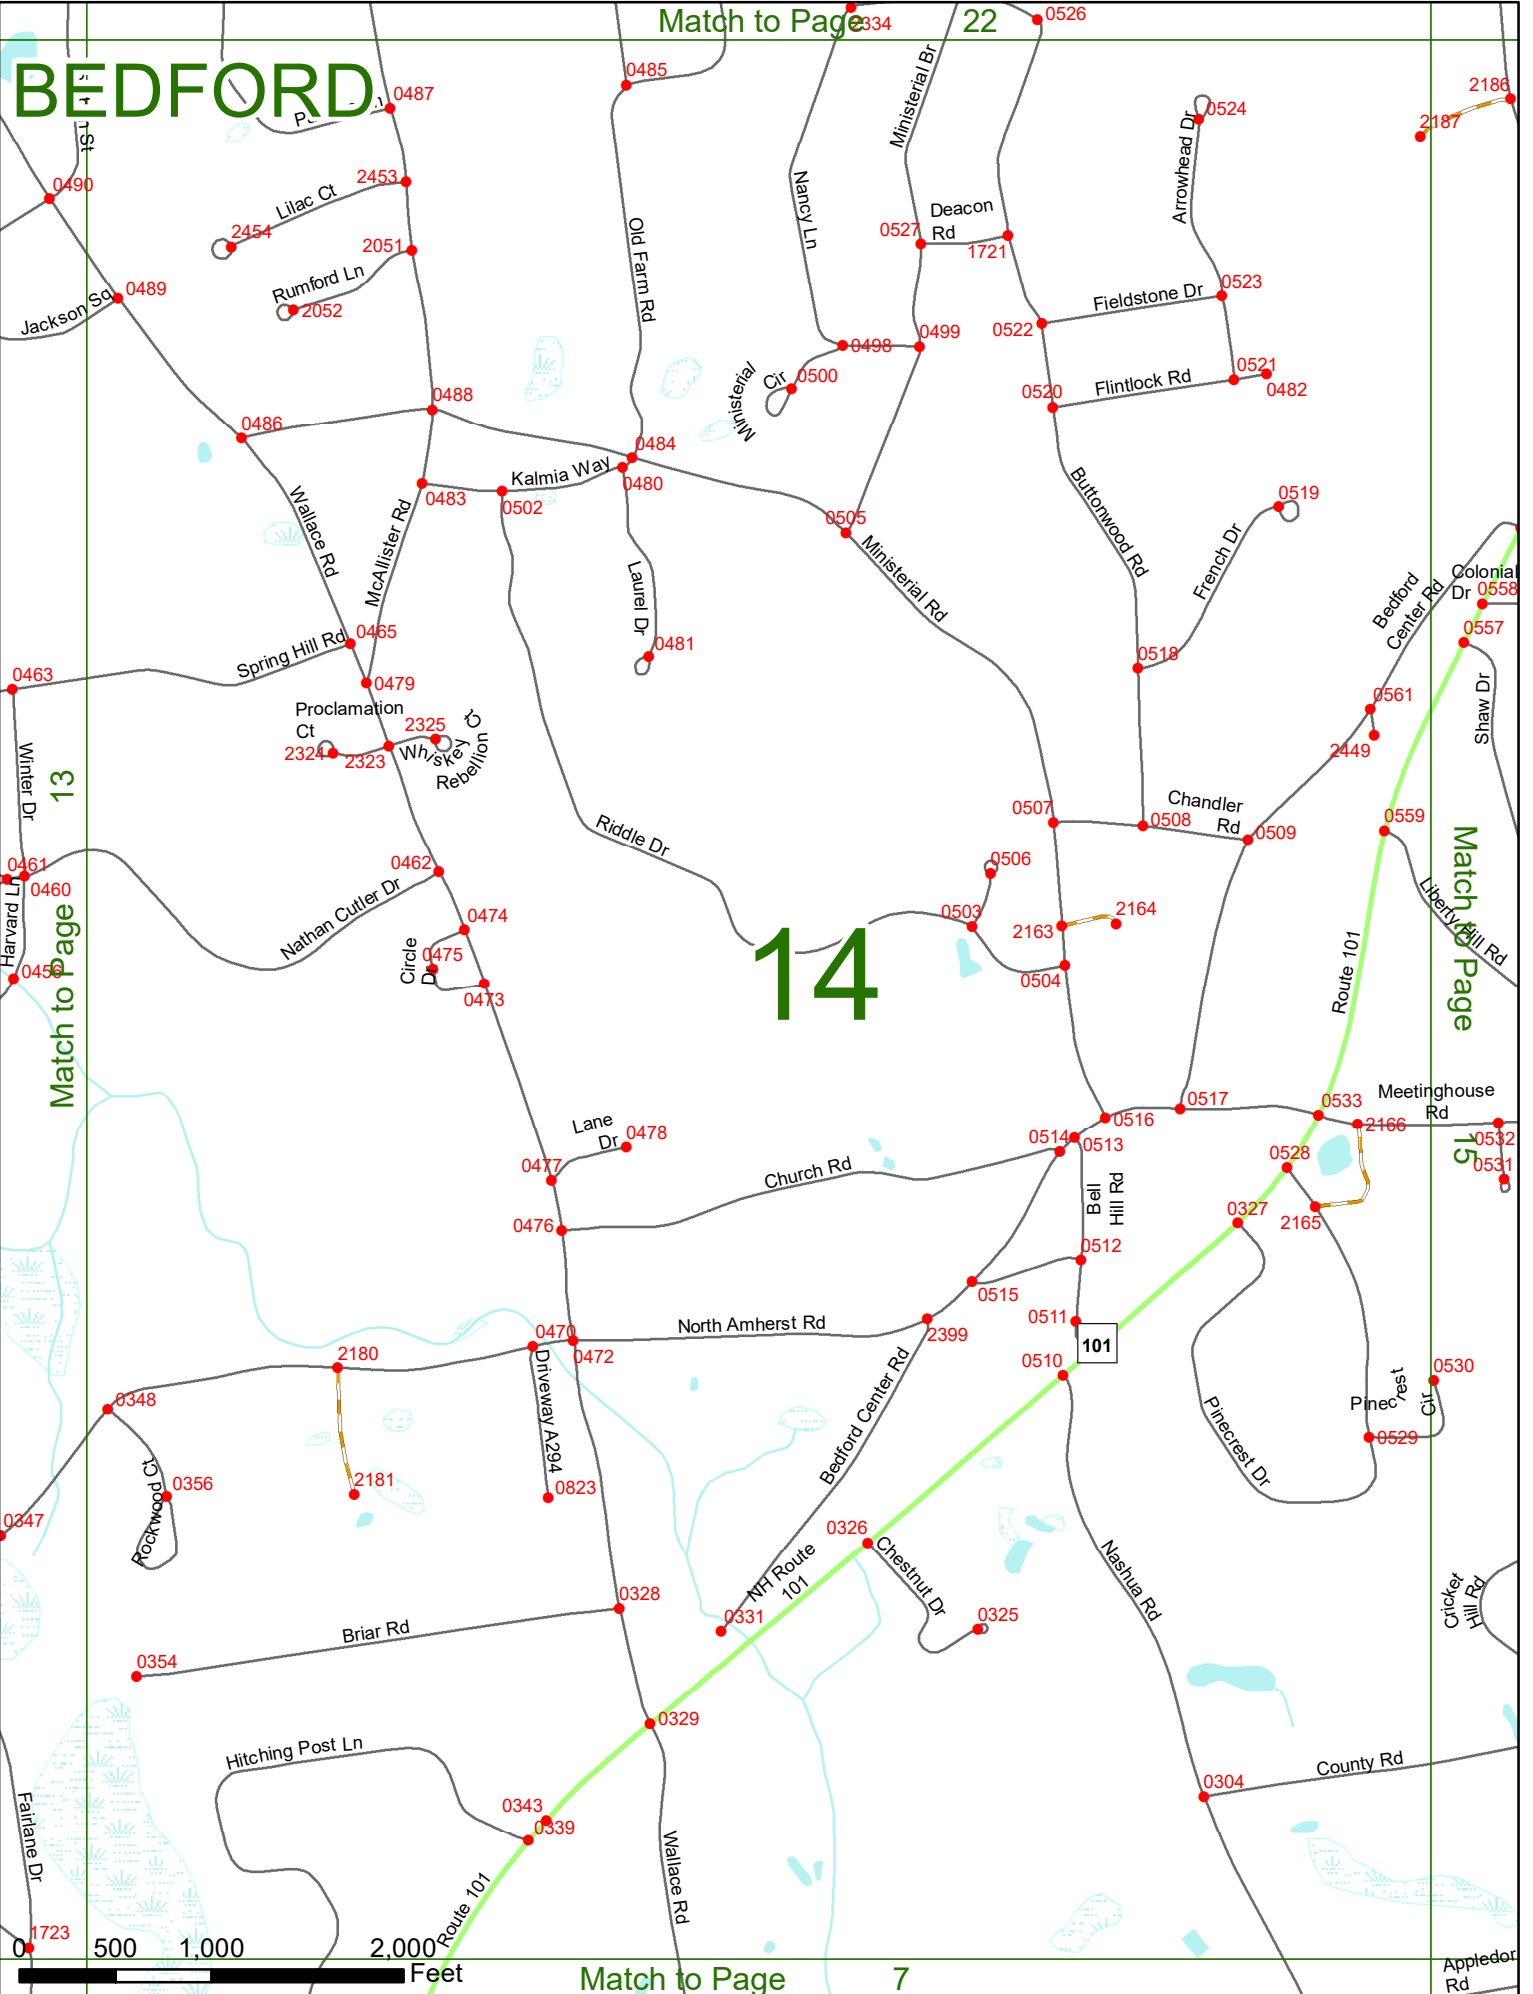 Match to Page 22
BEDFORD
2334
0526
0485
0487
2186
2187
0524
n St
Ministerial Br
Arrowhead Dr
0490
2453
Lilac Ct
2454
2051
Nancy Ln
Deacon
Rd
0527
1721
Old Farm Rd
Rumford Ln
2052
0489
Jackson Sq
0523
Fieldstone Dr
0522
0498
0499
0500
Ministerial
Cir
0521
0482
Flintlock Rd
0520
0488
0486
0484
Kalmia Way
0480
0483
0502
0505
Buttonwood Rd
0519
French Dr
Wallace Rd
McAllister Rd
Laurel Dr
Ministerial Rd
Bedford
Center Rd
Colonial
Dr
0558
0557
0465
Spring Hill Rd
0481
0518
0463
0479
Shaw Dr
Proclamation
Ct
2325
2324
2323
Whiskey
Rebellion
Ct
0561
2449
Winter Dr
Match to Page 13
0507
0508
Chandler
Rd
0509
0559
Riddle Dr
0461
0460
0462
0506
Harvard Ln
Nathan Cutler Dr
0474
0475
Circle
Dr
0473
0503
2163
2164
0504
Liberty Hill Rd
Match to Page 15
Route 101
0456
14
Meetinghouse
Rd
0533
2166
0532
0531
0517
0516
0514
0513
Lane
Dr
0478
0477
Church Rd
0476
0528
2165
0327
Bell
Hill Rd
0512
0515
0511
101
0510
2399
North Amherst Rd
0470
0472
2180
Driveway A294
0348
Bedford Center Rd
Pinecrest
Cir
0530
0529
Pinecrest Dr
Rockwood Ct
0356
2181
0823
0347
0326
Chestnut Dr
NH Route
101
Nashua Rd
0328
0331
0325
Cricket
Hill Rd
Briar Rd
0354
0329
Hitching Post Ln
County Rd
0304
0343
0339
Fairlane Dr
Wallace Rd
Route 101
1723
0 500 1,000 2,000
Feet
Match to Page 7
Appledor
Rd